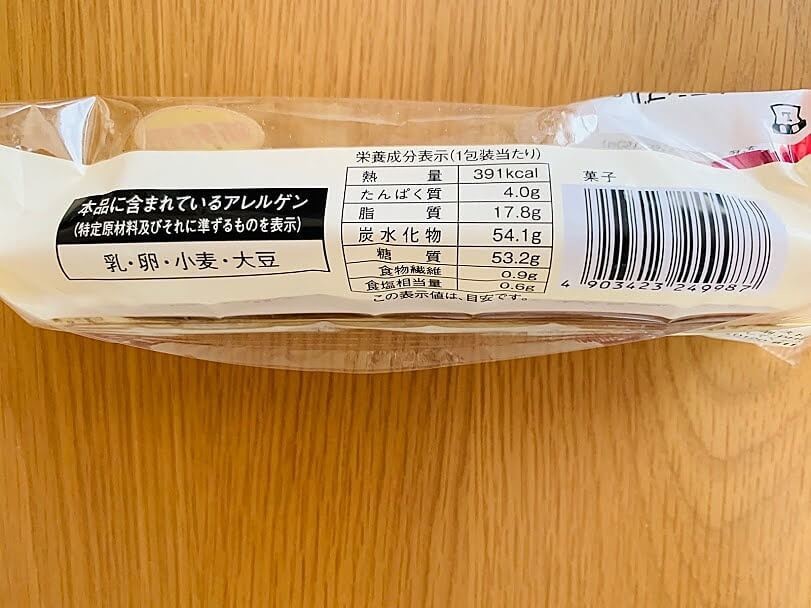 本品に含まれているアレルゲン
(特定原材料及びそれに準ずるものを表示)
乳・卵・小麦・大豆
栄養成分表示(1包装当たり)
熱量 391kcal
たんぱく質 4.0g
脂質 17.8g
炭水化物 54.1g
糖質 53.2g
食物繊維 0.9g
食塩相当量 0.6g
この表示値は、目安です。
菓子
4 903423 249987